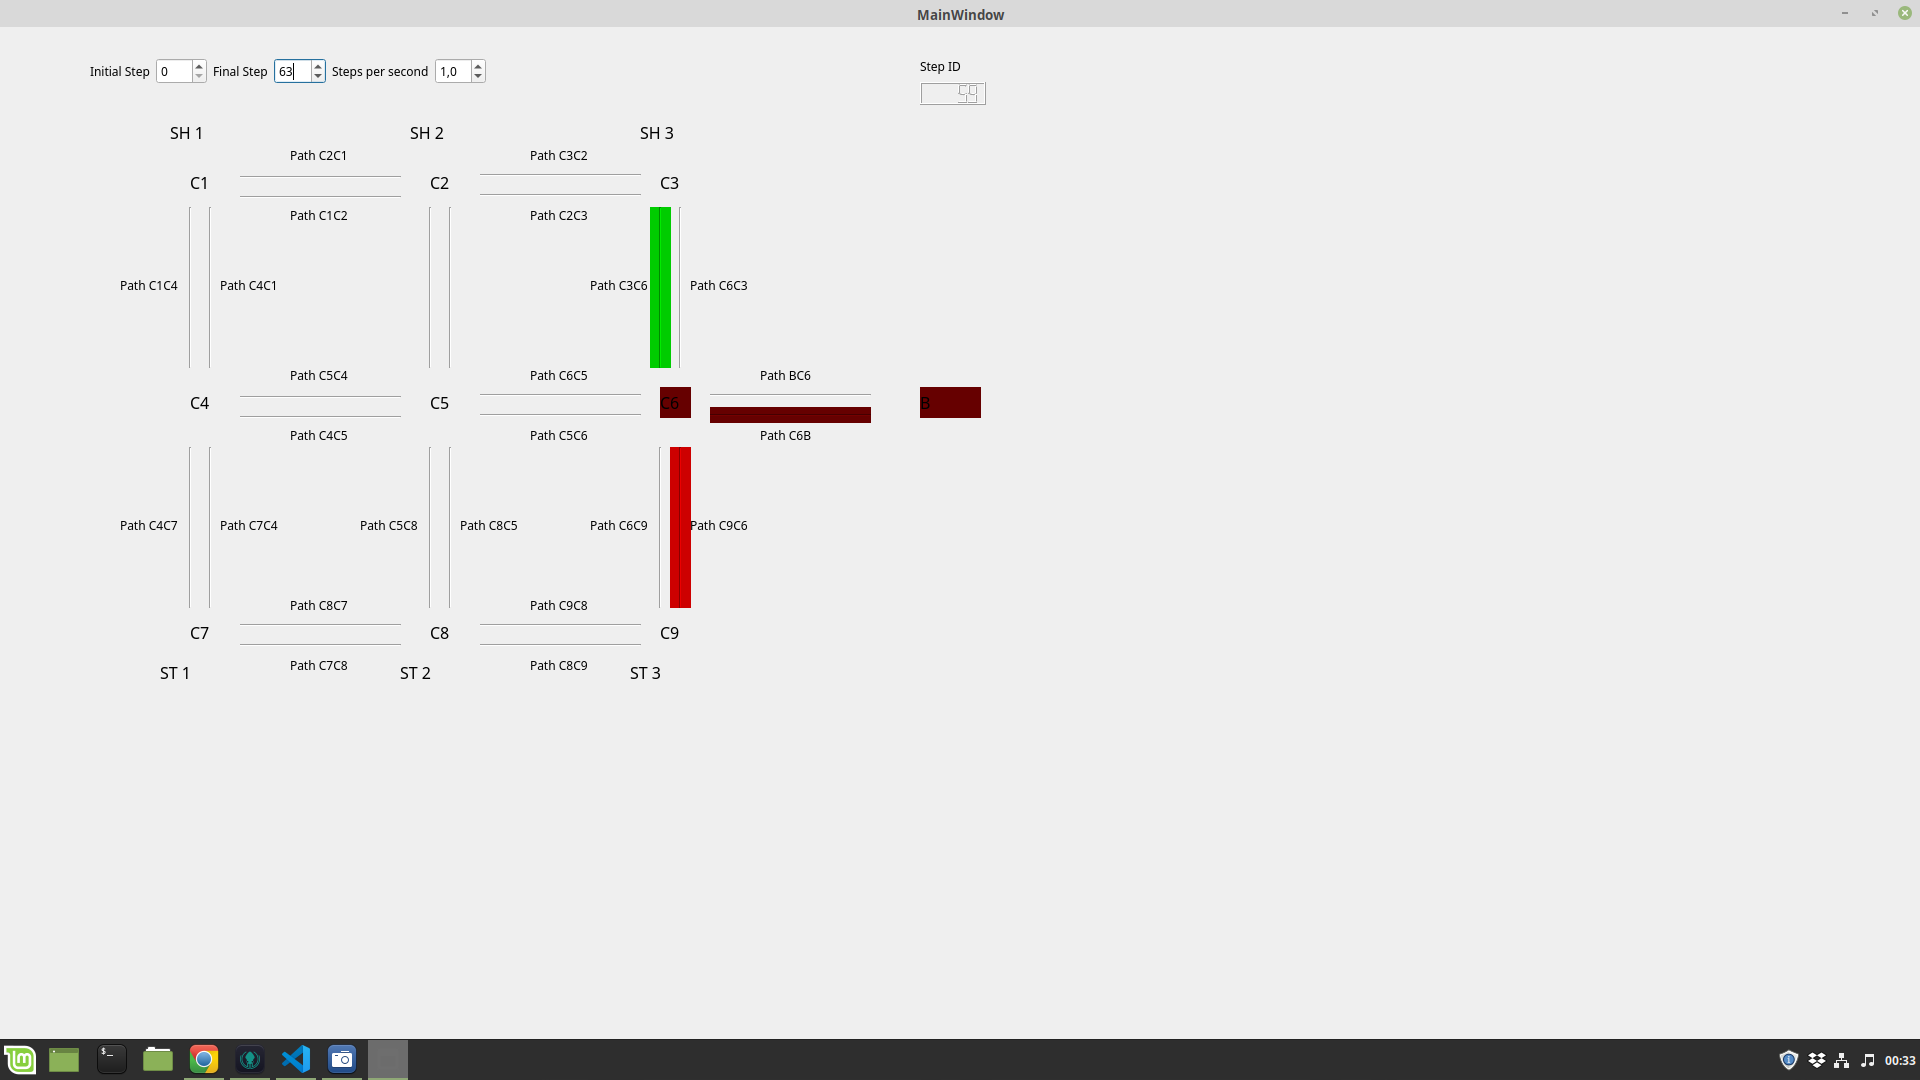 MainWindow
Initial Step 0 Final Step 63 Steps per second 1,0
Step ID
59
SH 1 SH 2 SH 3
Path C2C1 Path C3C2
C1 C2 C3
Path C1C2 Path C2C3
Path C1C4 Path C4C1 Path C3C6 Path C6C3
Path C5C4 Path C6C5 Path BC6
C4 C5 C6 B
Path C4C5 Path C5C6 Path C6B
Path C4C7 Path C7C4 Path C5C8 Path C8C5 Path C6C9 Path C9C6
Path C8C7 Path C9C8
C7 C8 C9
Path C7C8 Path C8C9
ST 1 ST 2 ST 3
00:33